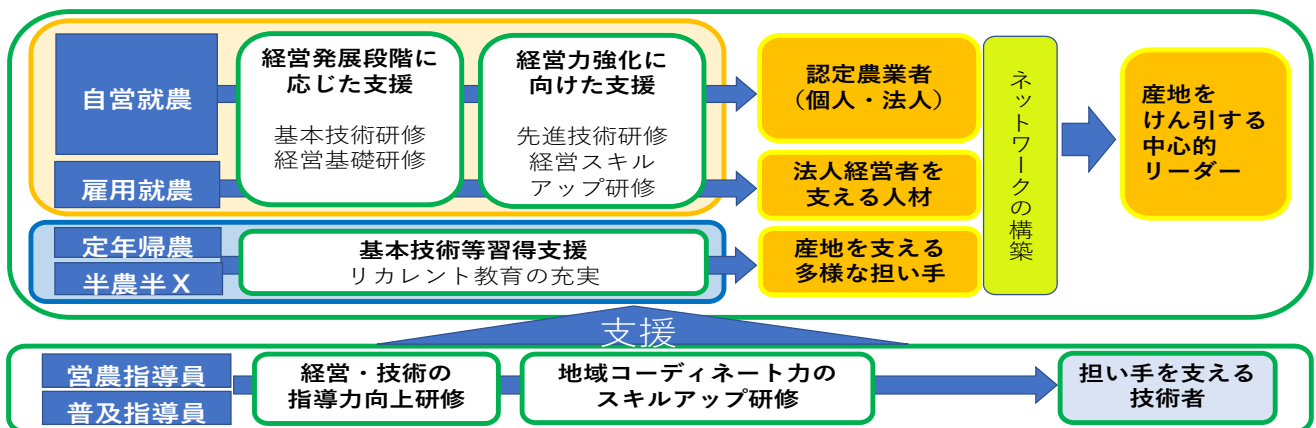 自営就農
経営発展段階に
応じた支援
基本技術研修
経営基礎研修
経営力強化に
向けた支援
先進技術研修
経営スキル
アップ研修
認定農業者
(個人・法人)
雇用就農
法人経営者を
支える人材
定年帰農
半農半X
基本技術等習得支援
リカレント教育の充実
産地を支える
多様な担い手
ネットワークの構築
産地を
けん引する
中心的
リーダー
支援
営農指導員
普及指導員
経営・技術の
指導力向上研修
地域コーディネート力の
スキルアップ研修
担い手を支える
技術者